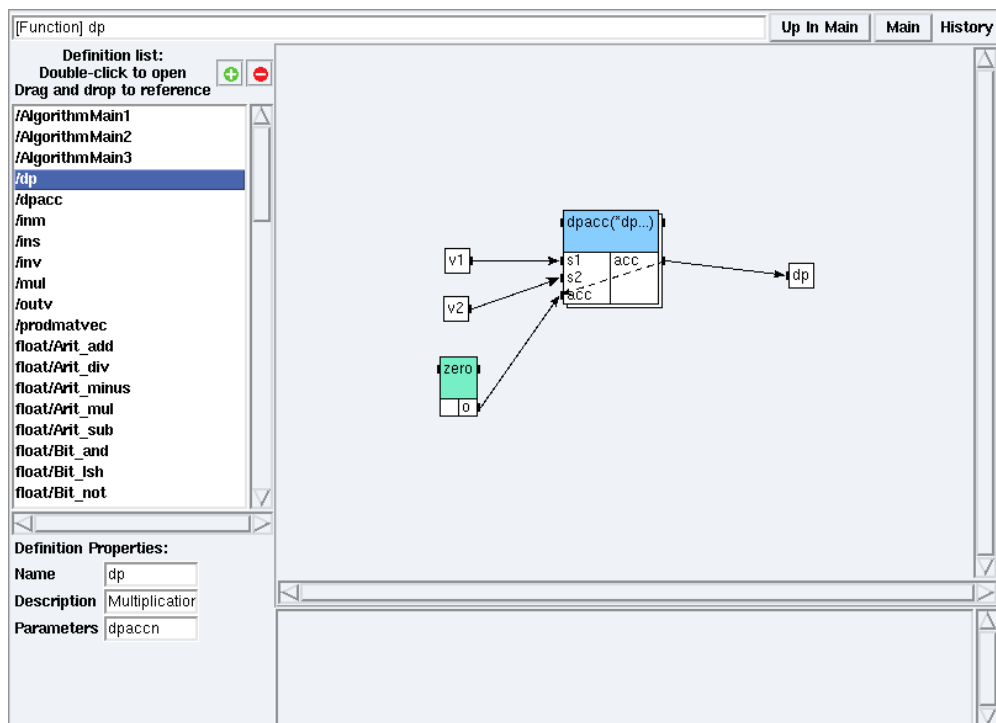 [Function] dp
Up In Main
Main
History
Definition list:
Double-click to open
Drag and drop to reference
/AlgorithmMain1
/AlgorithmMain2
/AlgorithmMain3
/dp
/dpacc
/inm
/ins
/inv
/mul
/outv
/prodmatvec
float/Arit_add
float/Arit_div
float/Arit_minus
float/Arit_mul
float/Arit_sub
float/Bit_and
float/Bit_lsh
float/Bit_not
Definition Properties:
Name
dp
Description
Multiplication
Parameters
dpaccn
dpacc(*dp...)
v1
s1
acc
s2
acc
v2
dp
zero
o